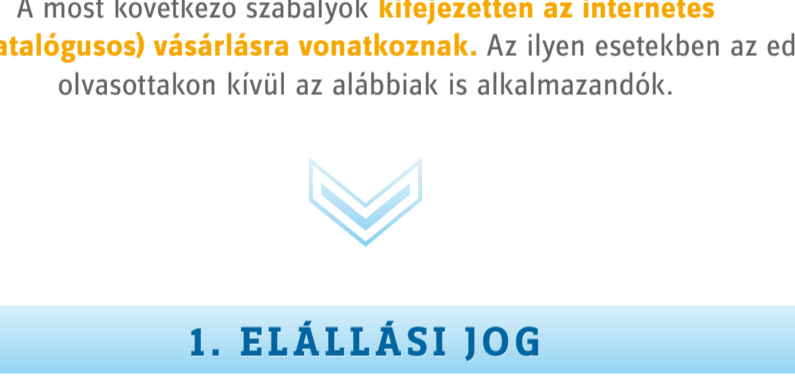 A most következő szabályok kifejezetten az internetes
atalógusos) vásárlásra vonatkoznak. Az ilyen esetekben az ed
olvasottakon kívül az alábbiak is alkalmazandók.
1. ELÁLLÁSI JOG